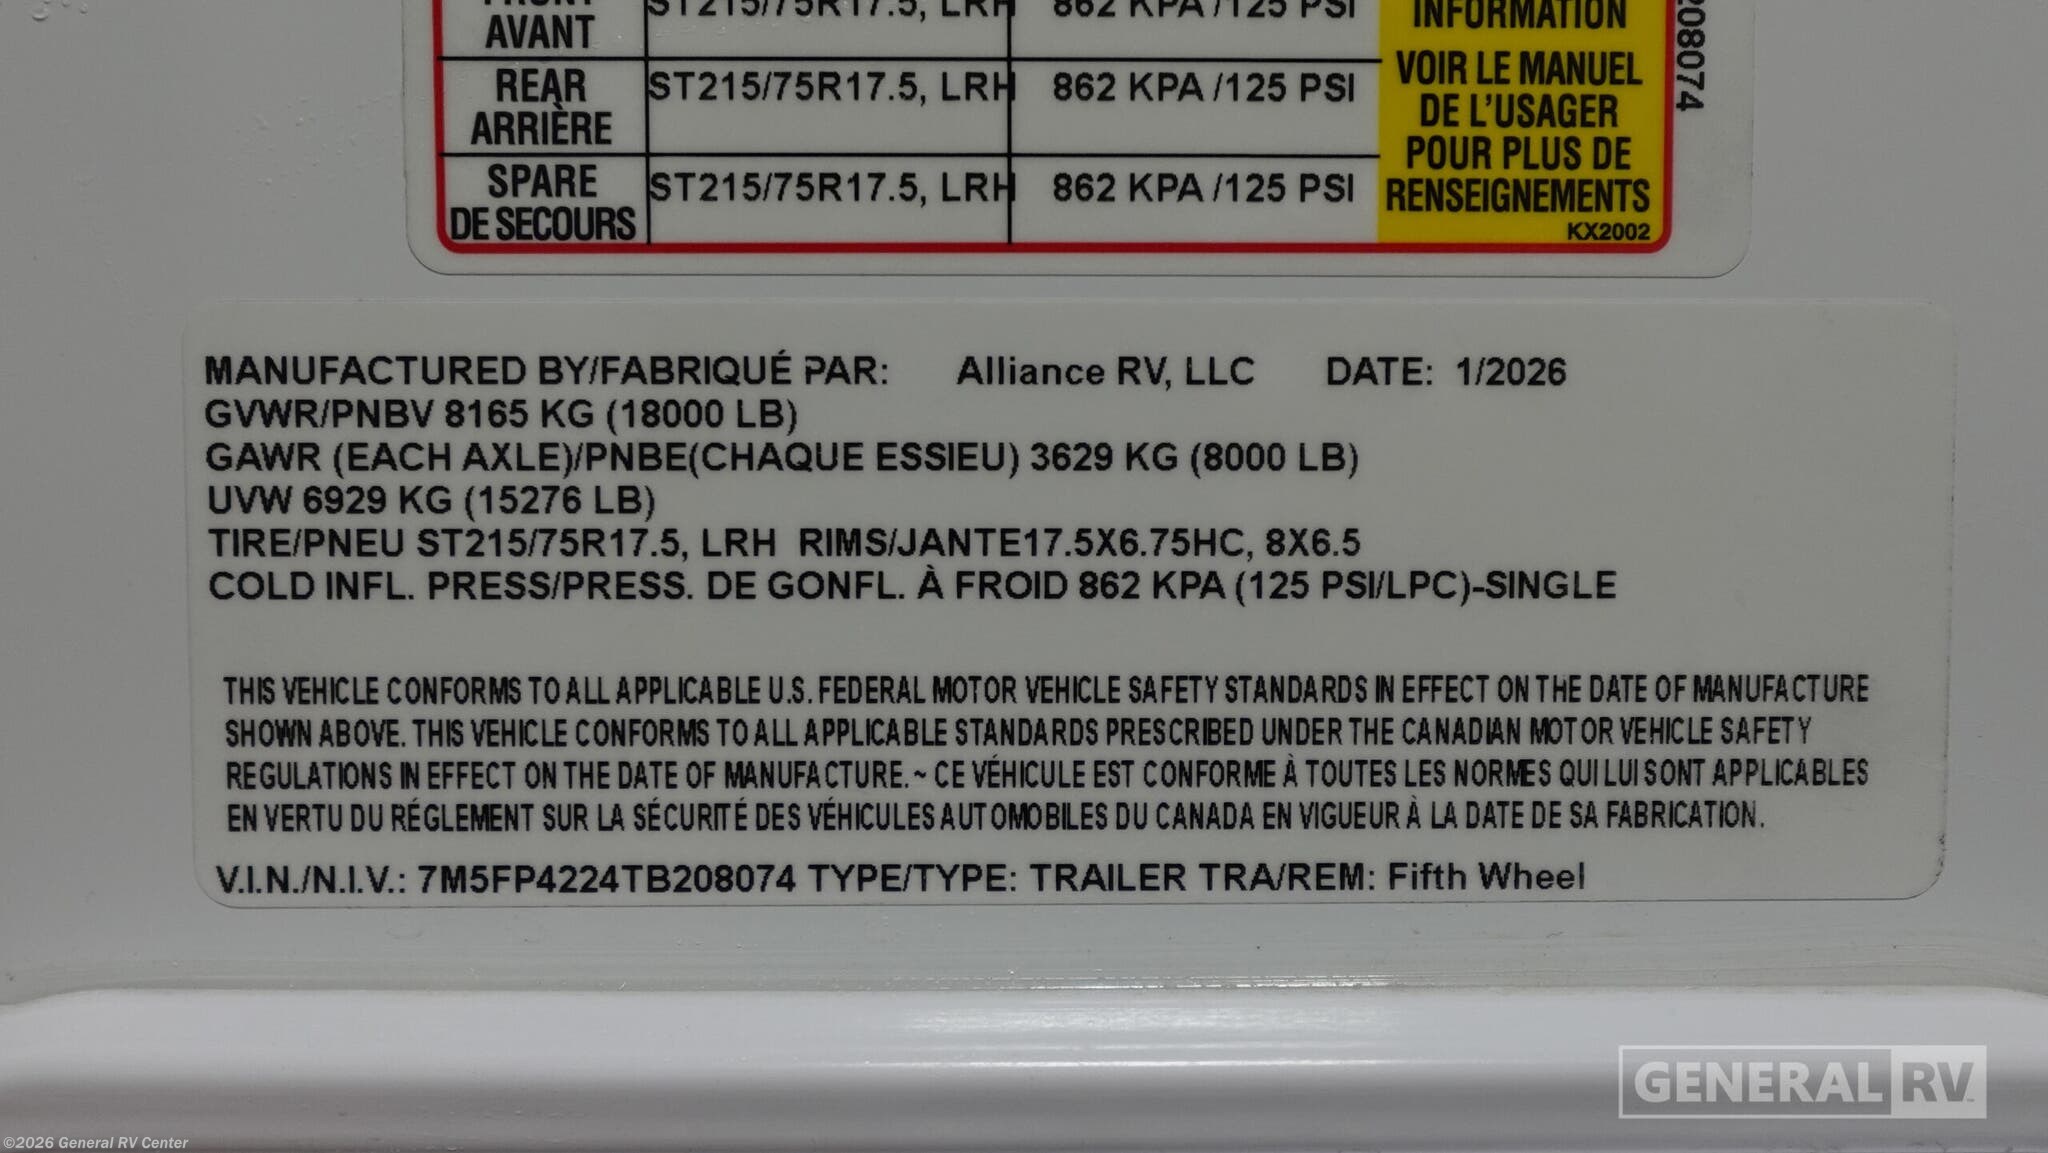 FRONT ST215/75R17.5, LRH 862 KPA /125 PSI INFORMATION
AVANT
REAR ST215/75R17.5, LRH 862 KPA /125 PSI
ARRIÈRE
SPARE ST215/75R17.5, LRH 862 KPA /125 PSI
DE SECOURS
VOIR LE MANUEL
DE L'USAGER
POUR PLUS DE
RENSEIGNEMENTS
KX2002
208074
MANUFACTURED BY/FABRIQUÉ PAR: Alliance RV, LLC DATE: 1/2026
GVWR/PNBV 8165 KG (18000 LB)
GAWR (EACH AXLE)/PNBE(CHAQUE ESSIEU) 3629 KG (8000 LB)
UVW 6929 KG (15276 LB)
TIRE/PNEU ST215/75R17.5, LRH RIMS/JANTE17.5X6.75HC, 8X6.5
COLD INFL. PRESS/PRESS. DE GONFL. À FROID 862 KPA (125 PSI/LPC)-SINGLE
THIS VEHICLE CONFORMS TO ALL APPLICABLE U.S. FEDERAL MOTOR VEHICLE SAFETY STANDARDS IN EFFECT ON THE DATE OF MANUFACTURE
SHOWN ABOVE. THIS VEHICLE CONFORMS TO ALL APPLICABLE STANDARDS PRESCRIBED UNDER THE CANADIAN MOTOR VEHICLE SAFETY
REGULATIONS IN EFFECT ON THE DATE OF MANUFACTURE. ~ CE VÉHICULE EST CONFORME À TOUTES LES NORMES QUI LUI SONT APPLICABLES
EN VERTU DU RÉGLEMENT SUR LA SÉCURITÉ DES VÉHICULES AUTOMOBILES DU CANADA EN VIGUEUR À LA DATE DE SA FABRICATION.
V.I.N./N.I.V.: 7M5FP4224TB208074 TYPE/TYPE: TRAILER TRA/REM: Fifth Wheel
GENERAL RV
©2026 General RV Center